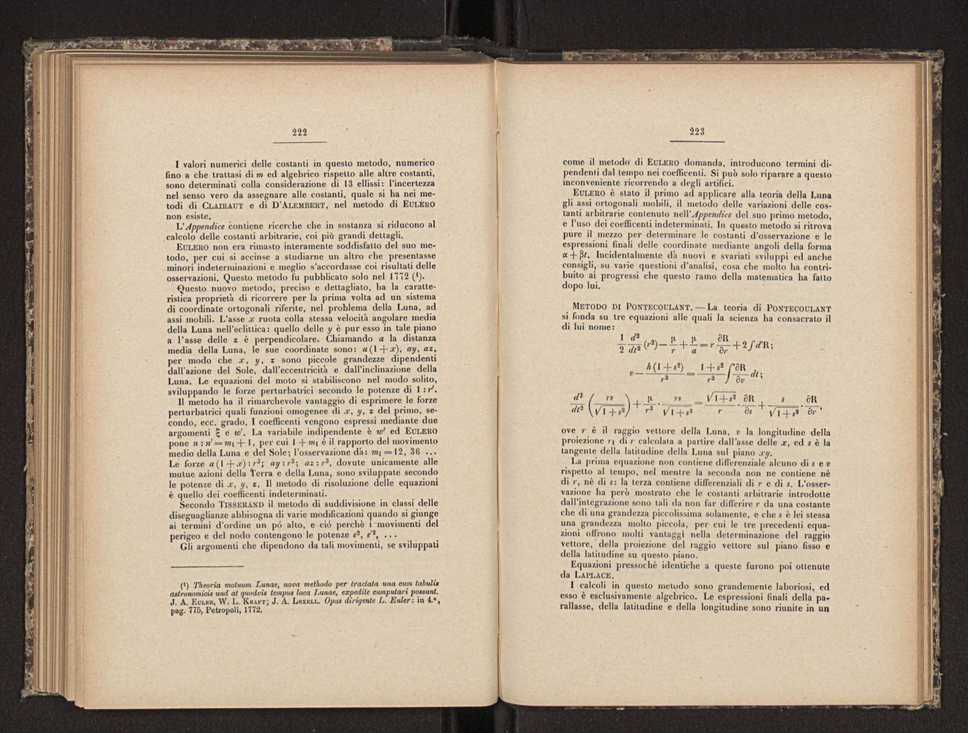 222
I valori numerici delle costanti in questo metodo, numerico
fino a che trattasi di m ed algebrico rispetto alle altre costanti,
sono determinati colla considerazione di 13 ellissi: l'incertezza
nel senso vero da assegnare alle costanti, quale si ha nei me-
todi di CLAIRAUT e di D'ALEMBERT, nel metodo di EULERO
non esiste.
L'Appendice contiene ricerche che in sostanza si riducono al
calcolo delle costanti arbitrarie, coi più grandi dettagli.
EULERO non era rimasto interamente soddisfatto del suo me-
todo, per cui si accinse a studiarne un altro che presentasse
minori indeterminazioni e meglio s'accordasse coi risultati delle
osservazioni. Questo metodo fu pubblicato solo nel 1772 (¹).
Questo nuovo metodo, preciso e dettagliato, ha la caratte-
ristica proprietà di ricorrere per la prima volta ad un sistema
di coordinate ortogonali riferite, nel problema della Luna, ad
assi mobili. L'asse x ruota colla stessa velocità angolare media
della Luna nell'eclittica: quello delle y è pur esso in tale piano
a l'asse delle z è perpendicolare. Chiamando a la distanza
media della Luna, le sue coordinate sono: a(1+x), ay, az,
per modo che x, y, z sono piccole grandezze dipendenti
dall'azione del Sole, dall'eccentricità e dall'inclinazione della
Luna. Le equazioni del moto si stabiliscono nel modo solito,
sviluppando le forze perturbatrici secondo le potenze di 1:r'.
Il metodo ha il rimarchevole vantaggio di esprimere le forze
perturbatrici quali funzioni omogenee di x, y, z del primo, se-
condo, ecc. grado. I coefficenti vengono espressi mediante due
argomenti ξ e w'. La variabile indipendente è w' ed EULERO
pone n:n'=m₁+1, per cui 1+m₁ è il rapporto del movimento
medio della Luna e del Sole; l'osservazione dà: m₁=12, 36 ...
Le forze a(1+x):r³; ay:r³; az:r³, dovute unicamente alle
mutue azioni della Terra e della Luna, sono sviluppate secondo
le potenze di x, y, z. Il metodo di risoluzione delle equazioni
è quello dei coefficenti indeterminati.
Secondo TISSERAND il metodo di suddivisione in classi delle
diseguaglianze abbisogna di varie modificazioni quando si giunge
ai termini d'ordine un pó alto, e ció perchè i movimenti del
perigeo e del nodo contengono le potenze e², e'², ...
Gli argomenti che dipendono da tali movimenti, se sviluppati
(¹) Theoria motuum Lunae, nova methodo per tractata una cum tabulis
astronomicis und at quodvis tempus loca Lunae, expedite computari possunt.
J. A. EULER, W. L. KRAFT; J. A. LEXELL. Opus dirigente L. Euler: in 4.°,
pag. 775, Petropoli, 1772.
223
come il metodo di EULERO domanda, introducono termini di-
pendenti dal tempo nei coefficenti. Si può solo riparare a questo
inconveniente ricorrendo a degli artifici.
EULERO è stato il primo ad applicare alla teoria della Luna
gli assi ortogonali mobili, il metodo delle variazioni delle cos-
tanti arbitrarie contenuto nell'Appendice del suo primo metodo,
e l'uso dei coefficenti indeterminati. In questo metodo si ritrova
pure il mezzo per determinare le costanti d'osservazione e le
espressioni finali delle coordinate mediante angoli della forma
α+βt. Incidentalmente dà nuovi e svariati sviluppi ed anche
consigli, su varie questioni d'analisi, cosa che molto ha contri-
buito ai progressi che questo ramo della matematica ha fatto
dopo lui.
METODO DI PONTECOULANT. — La teoria di PONTECOULANT
si fonda su tre equazioni alle quali la scienza ha consacrato il
di lui nome:
1/2 d²/dt² (r²) − μ/r + μ/a = r ∂R/∂r + 2∫d'R;
v − h(1+s²)/r² = (1+s²)/r² ∫ ∂R/∂v dt;
d²/dt² (rs/√(1+s²)) + μ/r³ · rs/√(1+s²) = √(1+s²)/r · ∂R/∂s + s/√(1+s²) · ∂R/∂r,
ove r è il raggio vettore della Luna, v la longitudine della
proiezione r₁ di r calcolata a partire dall'asse delle x, ed s è la
tangente della latitudine della Luna sul piano xy.
La prima equazione non contiene differenziale alcuno di s e v
rispetto al tempo, nel mentre la seconda non ne contiene nè
di r, nè di s: la terza contiene differenziali di r e di s. L'osser-
vazione ha però mostrato che le costanti arbitrarie introdotte
dall'integrazione sono tali da non far differire r da una costante
che di una grandezza piccolissima solamente, e che s è lei stessa
una grandezza molto piccola, per cui le tre precedenti equa-
zioni offrono molti vantaggi nella determinazione del raggio
vettore, della proiezione del raggio vettore sul piano fisso e
della latitudine su questo piano.
Equazioni pressochè identiche a queste furono poi ottenute
da LAPLACE.
I calcoli in questo metodo sono grandemente laboriosi, ed
esso è esclusivamente algebrico. Le espressioni finali della pa-
rallasse, della latitudine e della longitudine sono riunite in un